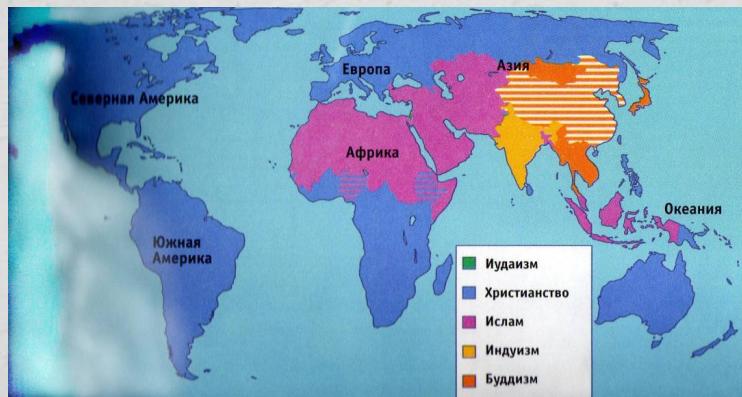 Северная Америка
Европа
Азия
Африка
Южная
Америка
Океания
Иудаизм
Христианство
Ислам
Индуизм
Буддизм